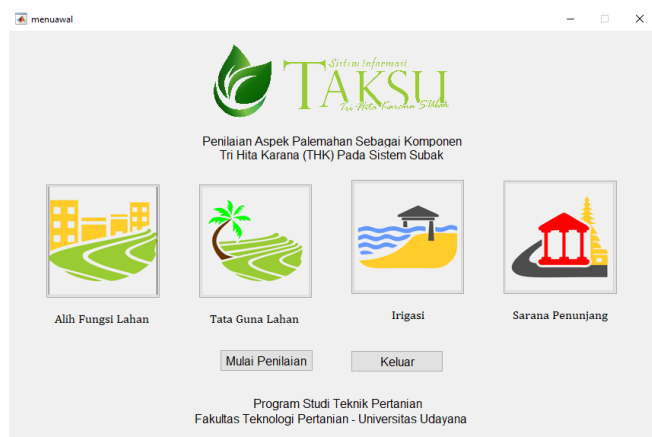 menuawal
Sistem informasi
TAKSU
Tri Hita Karana Subak
Penilaian Aspek Palemahan Sebagai Komponen
Tri Hita Karana (THK) Pada Sistem Subak
Alih Fungsi Lahan
Tata Guna Lahan
Irigasi
Sarana Penunjang
Mulai Penilaian
Keluar
Program Studi Teknik Pertanian
Fakultas Teknologi Pertanian - Universitas Udayana